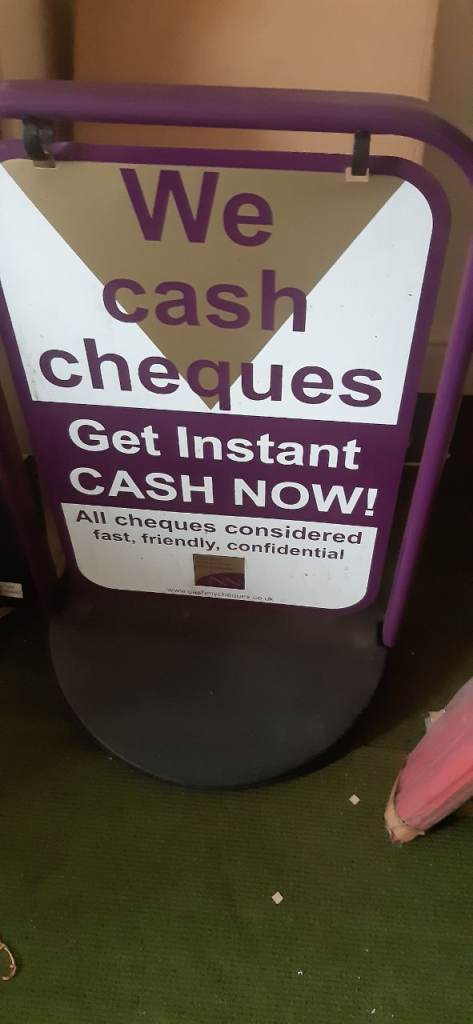 We
cash
cheques
Get Instant
CASH NOW!
All cheques considered
fast, friendly, confidential